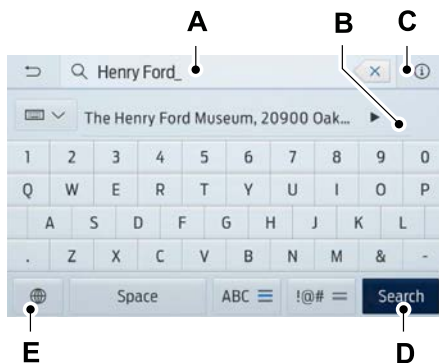 A B C
Henry Ford_
The Henry Ford Museum, 20900 Oak...
1 2 3 4 5 6 7 8 9 0
Q W E R T Y U I O P
A S D F G H J K L
. Z X C V B N M & -
Space ABC !@# Search
E D